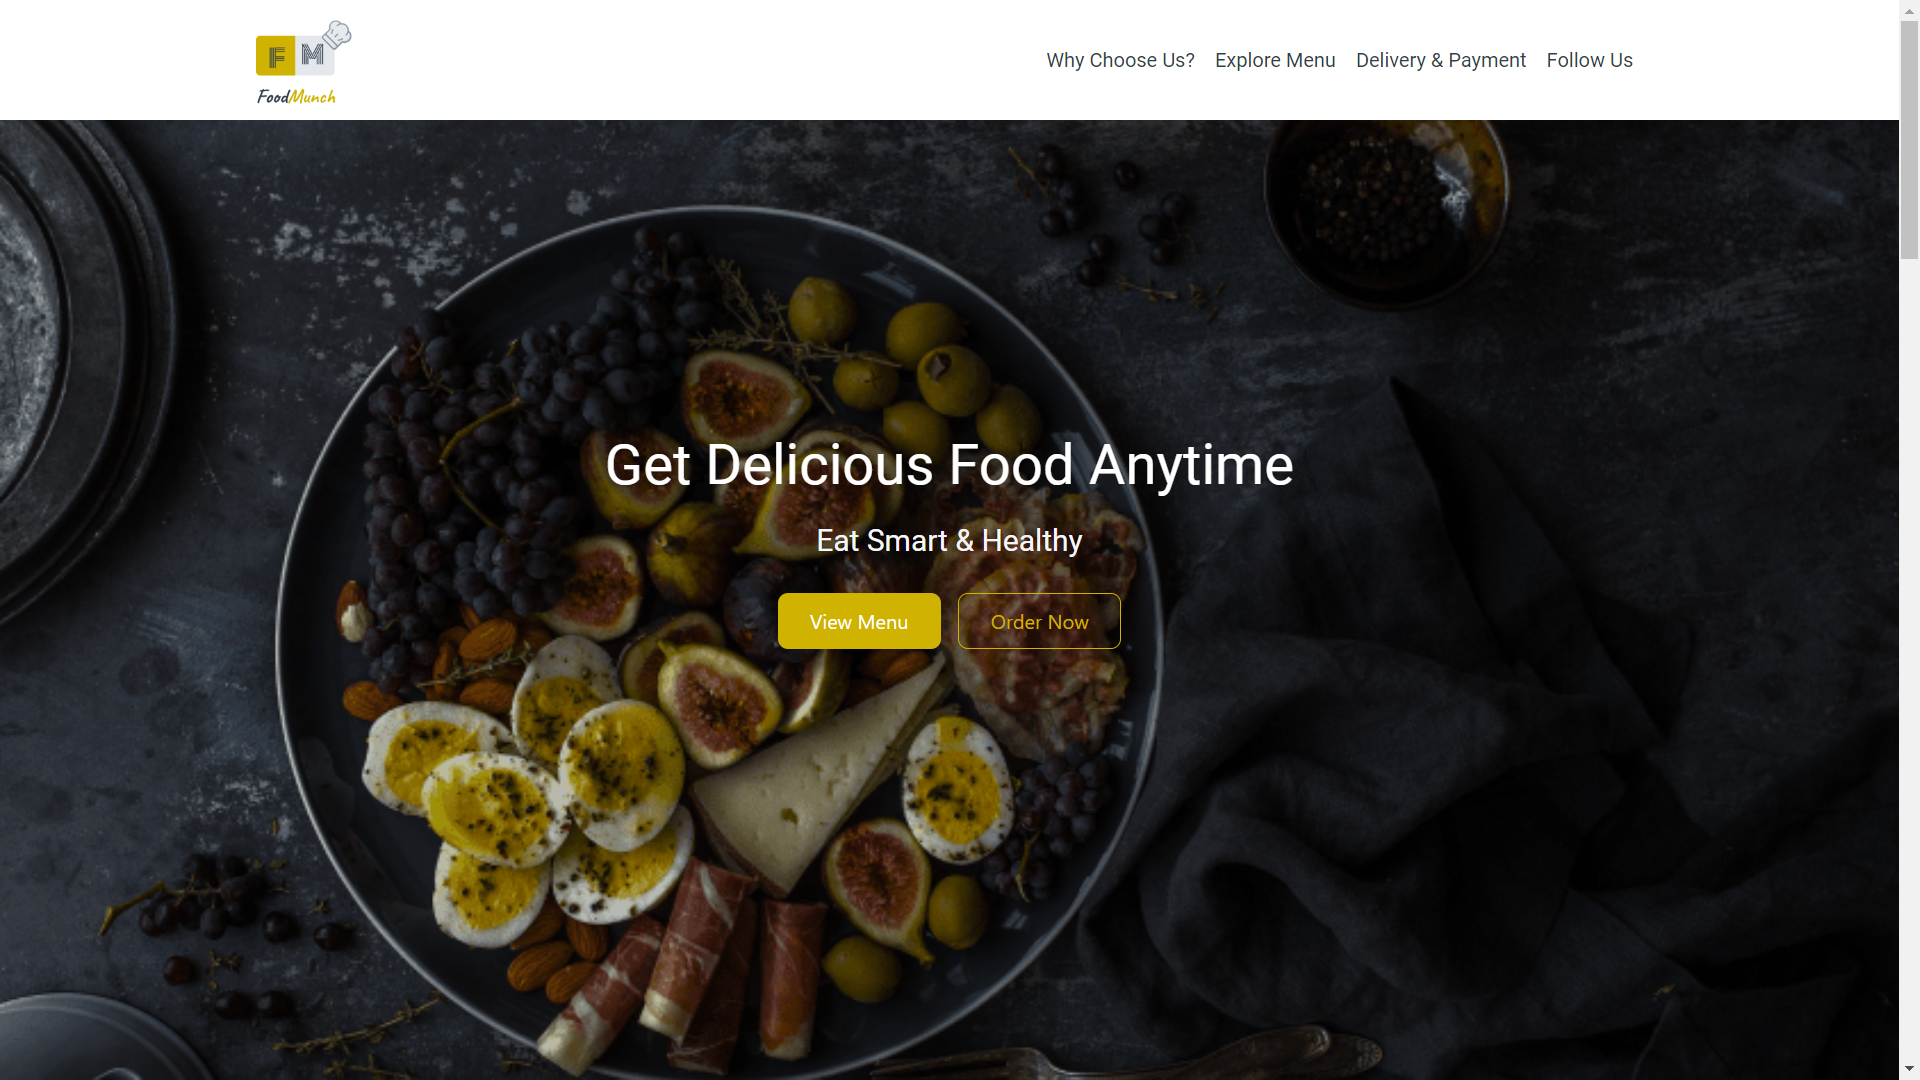 FM
FoodMunch
Why Choose Us? Explore Menu Delivery & Payment Follow Us
Get Delicious Food Anytime
Eat Smart & Healthy
View Menu Order Now